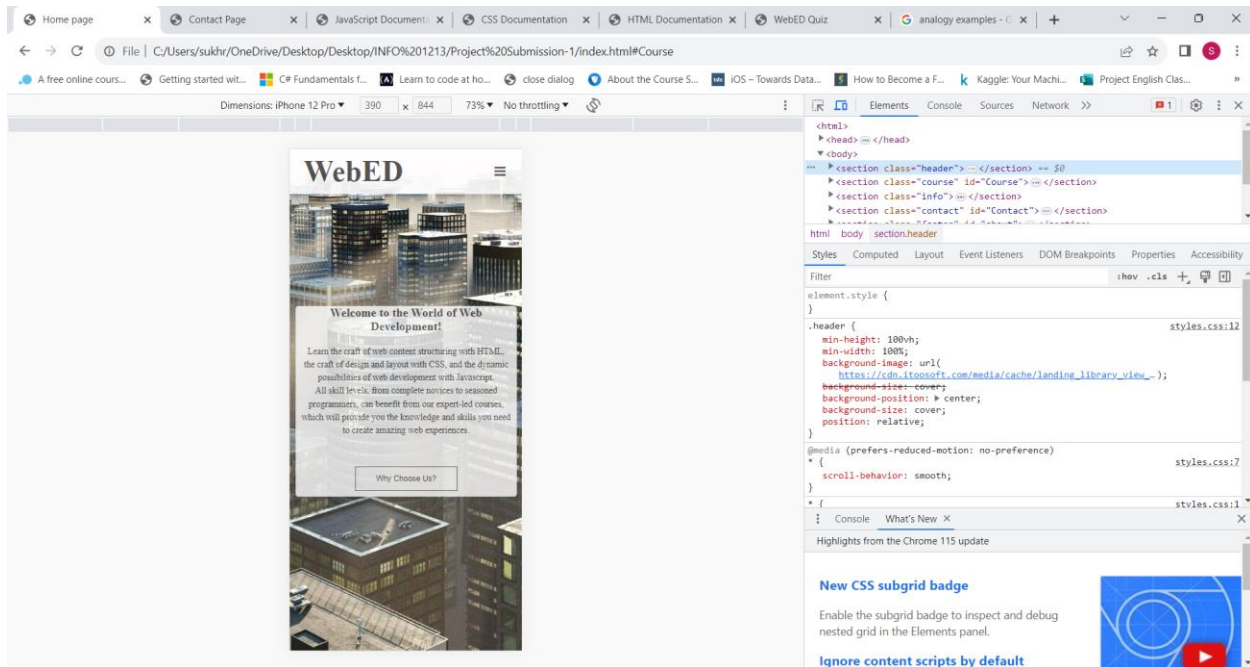 Home page
Contact Page
JavaScript Documenta
CSS Documentation
HTML Documentation
WebED Quiz
analogy examples - G
File | C:/Users/sukhr/OneDrive/Desktop/Desktop/INFO%201213/Project%20Submission-1/index.html#Course
S
A free online cours...
Getting started wit...
C# Fundamentals f...
Learn to code at ho...
close dialog
About the Course S...
iOS – Towards Data...
How to Become a F...
Kaggle: Your Machi...
Project English Clas...
»
Dimensions: iPhone 12 Pro ▼ 390 x 844 73% ▼ No throttling ▼
Elements Console Sources Network >> 1
WebED
Welcome to the World of Web
Development!
Learn the craft of web content structuring with HTML,
the craft of design and layout with CSS, and the dynamic
possibilities of web development with Javascript.
All skill levels, from complete novices to seasoned
programmers, can benefit from our expert-led courses,
which will provide you the knowledge and skills you need
to create amazing web experiences.
Why Choose Us?
<html>
▶<head> … </head>
▼<body>
… ▶<section class="header"> … </section> == $0
▶<section class="course" id="Course"> … </section>
▶<section class="info"> … </section>
▶<section class="contact" id="Contact"> … </section>
html body section.header
Styles Computed Layout Event Listeners DOM Breakpoints Properties Accessibility
Filter :hov .cls +
element.style {
}
.header { styles.css:12
min-height: 100vh;
min-width: 100%;
background-image: url(
https://cdn.itoosoft.com/media/cache/landing_library_view_…);
background-size: cover;
background-position: ▶ center;
background-size: cover;
position: relative;
}
@media (prefers-reduced-motion: no-preference)
* { styles.css:7
scroll-behavior: smooth;
}
* { styles.css:1
Console What's New ×
Highlights from the Chrome 115 update
New CSS subgrid badge
Enable the subgrid badge to inspect and debug
nested grid in the Elements panel.
Ignore content scripts by default